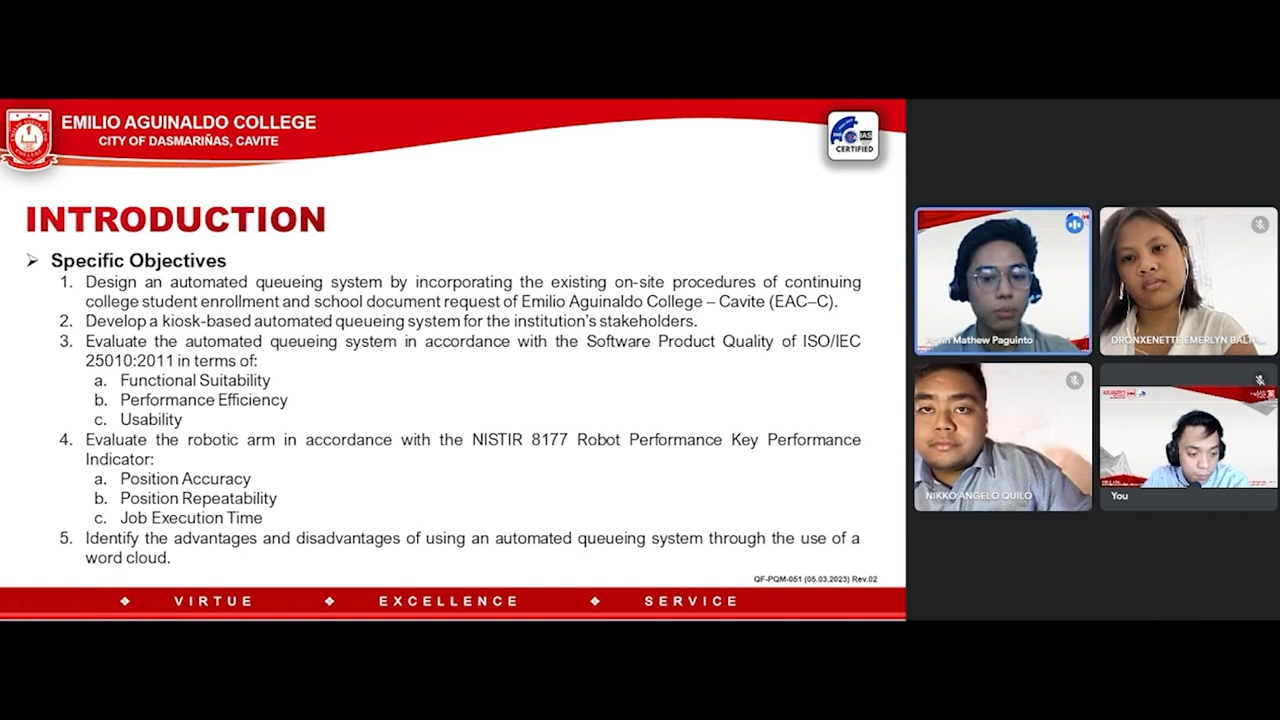 EMILIO AGUINALDO COLLEGE
CITY OF DASMARIÑAS, CAVITE
CERTIFIED
INTRODUCTION
➢ Specific Objectives
1. Design an automated queueing system by incorporating the existing on-site procedures of continuing
college student enrollment and school document request of Emilio Aguinaldo College – Cavite (EAC–C).
2. Develop a kiosk-based automated queueing system for the institution's stakeholders.
3. Evaluate the automated queueing system in accordance with the Software Product Quality of ISO/IEC
25010:2011 in terms of:
a. Functional Suitability
b. Performance Efficiency
c. Usability
4. Evaluate the robotic arm in accordance with the NISTIR 8177 Robot Performance Key Performance
Indicator:
a. Position Accuracy
b. Position Repeatability
c. Job Execution Time
5. Identify the advantages and disadvantages of using an automated queueing system through the use of a
word cloud.
QF-PQM-051 (05.03.2023) Rev.02
❖ VIRTUE ❖ EXCELLENCE ❖ SERVICE
Mathew Paguinto
DRONXENETTE EMERLYN
NIKKO ANGELO QUILO
You